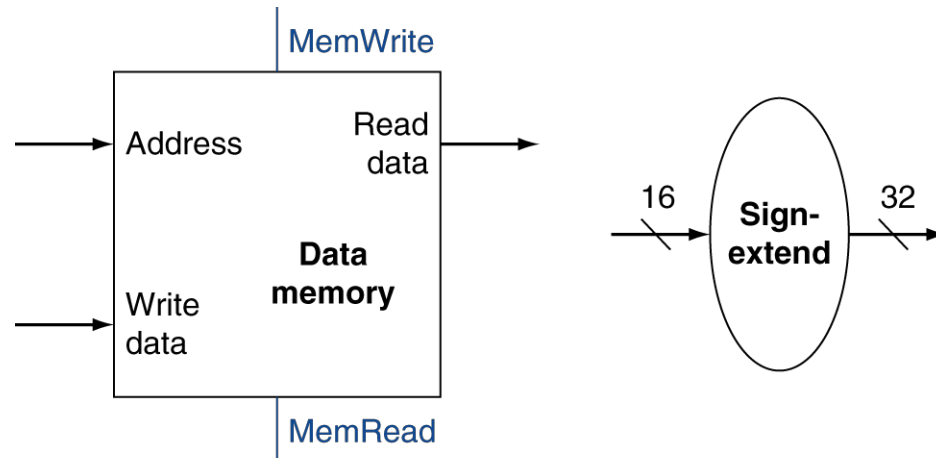 MemWrite
Address
Read
data
Data
memory
Write
data
MemRead
16
Sign-
extend
32